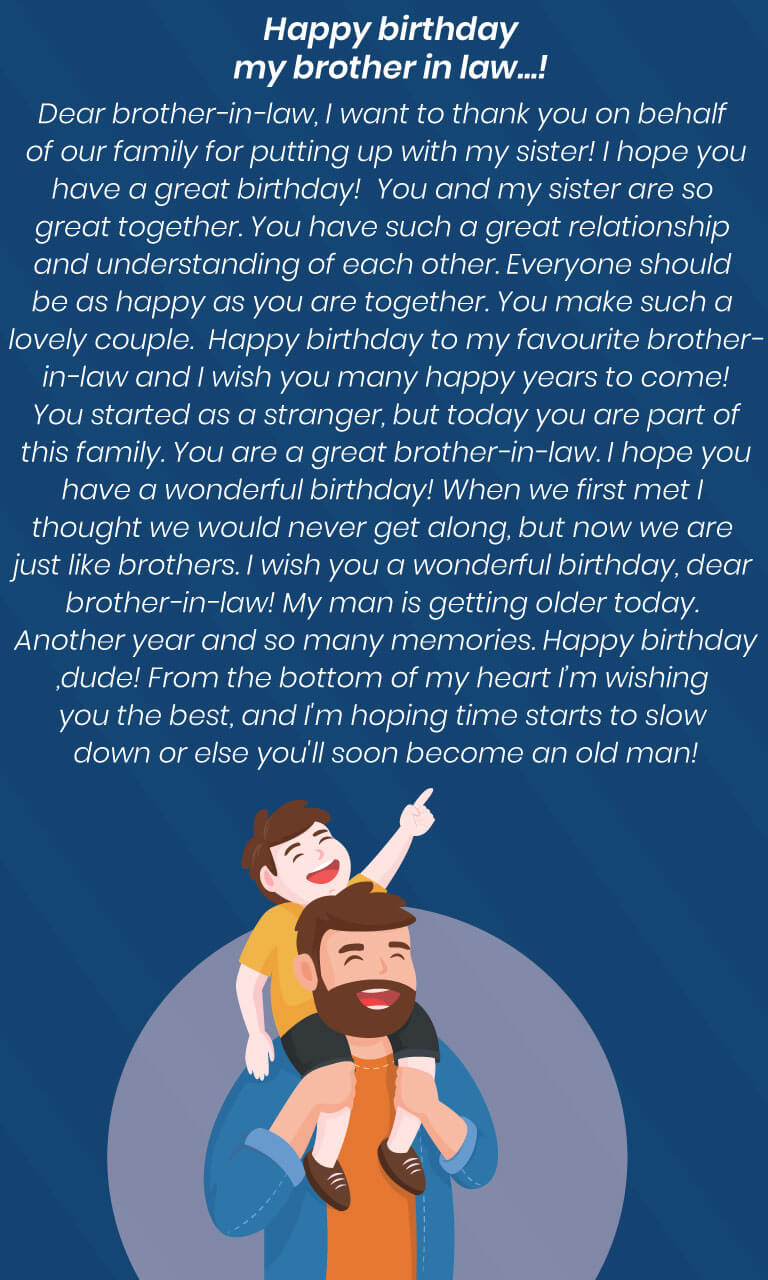 Happy birthday
my brother in law...!
Dear brother-in-law, I want to thank you on behalf
of our family for putting up with my sister! I hope you
have a great birthday! You and my sister are so
great together. You have such a great relationship
and understanding of each other. Everyone should
be as happy as you are together. You make such a
lovely couple. Happy birthday to my favourite brother-
in-law and I wish you many happy years to come!
You started as a stranger, but today you are part of
this family. You are a great brother-in-law. I hope you
have a wonderful birthday! When we first met I
thought we would never get along, but now we are
just like brothers. I wish you a wonderful birthday, dear
brother-in-law! My man is getting older today.
Another year and so many memories. Happy birthday
,dude! From the bottom of my heart I’m wishing
you the best, and I'm hoping time starts to slow
down or else you'll soon become an old man!